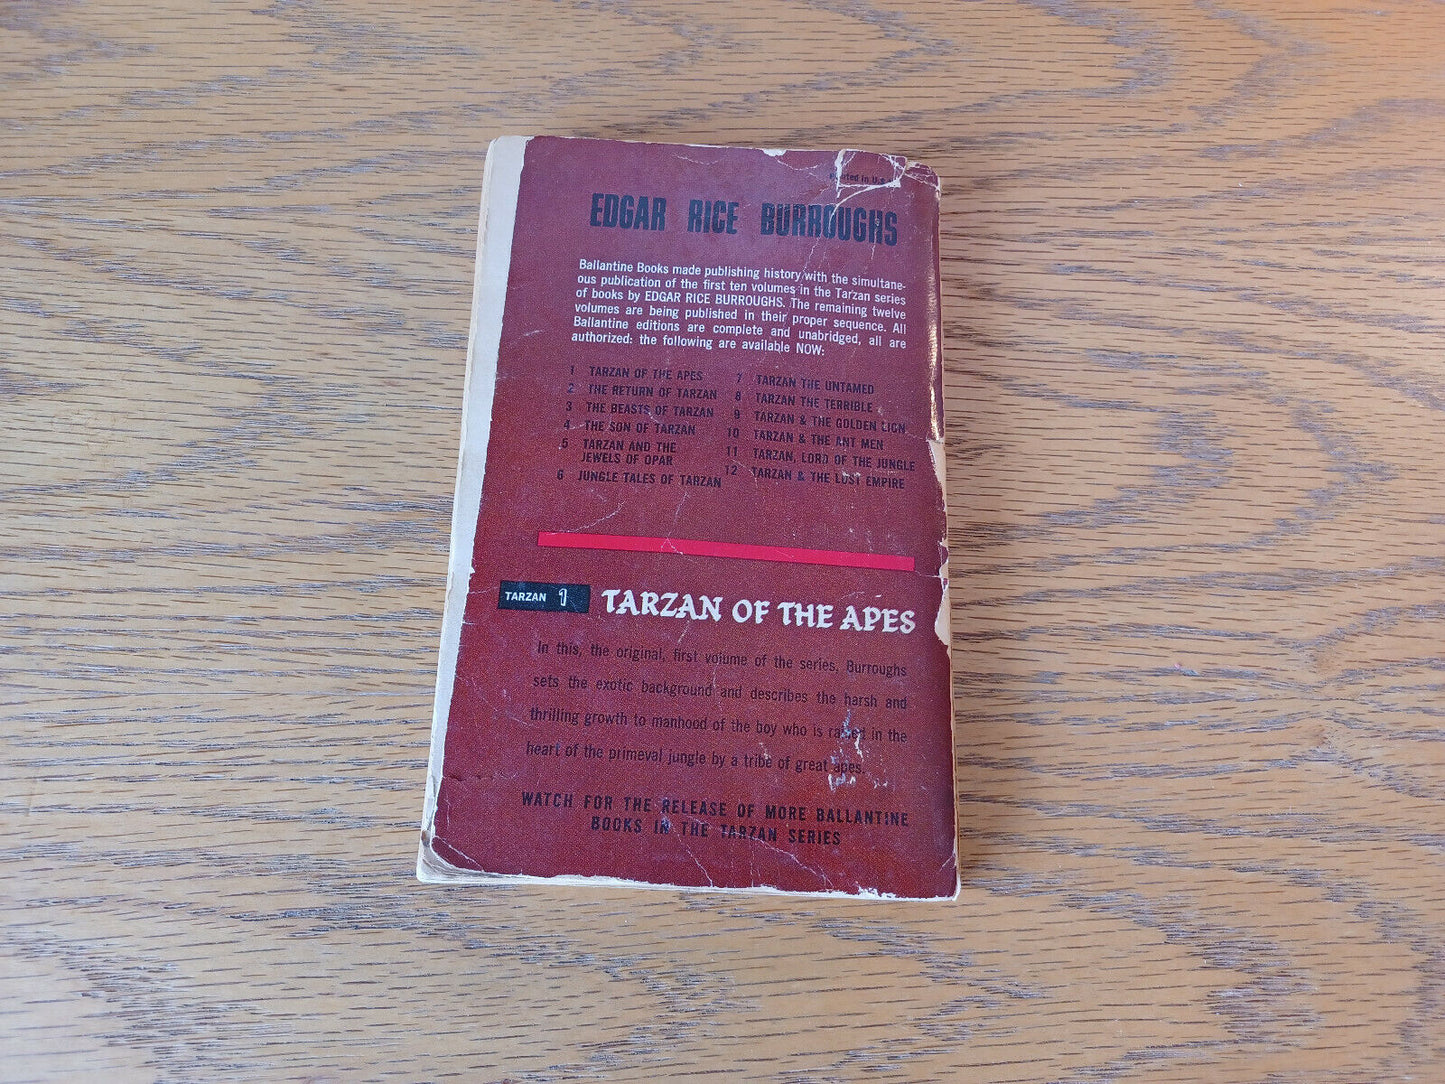 Printed in U.S.
EDGAR RICE BURROUGHS
Ballantine Books made publishing history with the simultane-
ous publication of the first ten volumes in the Tarzan series
of books by EDGAR RICE BURROUGHS. The remaining twelve
volumes are being published in their proper sequence. All
Ballantine editions are complete and unabridged, all are
authorized: the following are available NOW:
1 TARZAN OF THE APES
2 THE RETURN OF TARZAN
3 THE BEASTS OF TARZAN
4 THE SON OF TARZAN
5 TARZAN AND THE
JEWELS OF OPAR
6 JUNGLE TALES OF TARZAN
7 TARZAN THE UNTAMED
8 TARZAN THE TERRIBLE
9 TARZAN & THE GOLDEN LION
10 TARZAN & THE ANT MEN
11 TARZAN, LORD OF THE JUNGLE
12 TARZAN & THE LOST EMPIRE
TARZAN 1 TARZAN OF THE APES
In this, the original, first volume of the series, Burroughs
sets the exotic background and describes the harsh and
thrilling growth to manhood of the boy who is raised in the
heart of the primeval jungle by a tribe of great apes.
WATCH FOR THE RELEASE OF MORE BALLANTINE
BOOKS IN THE TARZAN SERIES